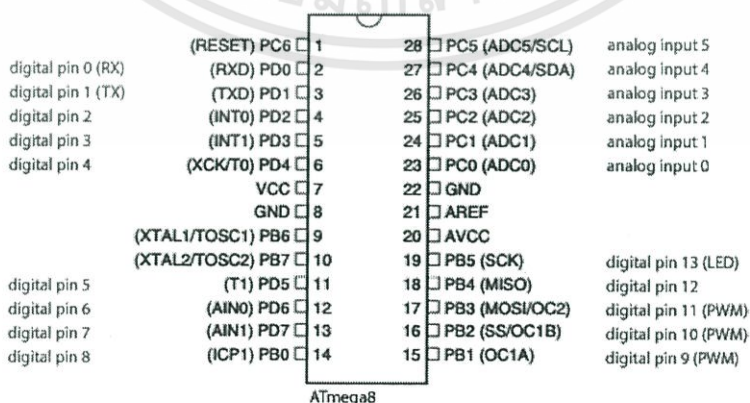 (RESET) PC6 1 28 PC5 (ADC5/SCL) analog input 5
digital pin 0 (RX) (RXD) PD0 2 27 PC4 (ADC4/SDA) analog input 4
digital pin 1 (TX) (TXD) PD1 3 26 PC3 (ADC3) analog input 3
digital pin 2 (INT0) PD2 4 25 PC2 (ADC2) analog input 2
digital pin 3 (INT1) PD3 5 24 PC1 (ADC1) analog input 1
digital pin 4 (XCK/T0) PD4 6 23 PC0 (ADC0) analog input 0
VCC 7 22 GND
GND 8 21 AREF
(XTAL1/TOSC1) PB6 9 20 AVCC
(XTAL2/TOSC2) PB7 10 19 PB5 (SCK) digital pin 13 (LED)
digital pin 5 (T1) PD5 11 18 PB4 (MISO) digital pin 12
digital pin 6 (AIN0) PD6 12 17 PB3 (MOSI/OC2) digital pin 11 (PWM)
digital pin 7 (AIN1) PD7 13 16 PB2 (SS/OC1B) digital pin 10 (PWM)
digital pin 8 (ICP1) PB0 14 15 PB1 (OC1A) digital pin 9 (PWM)
ATmega8